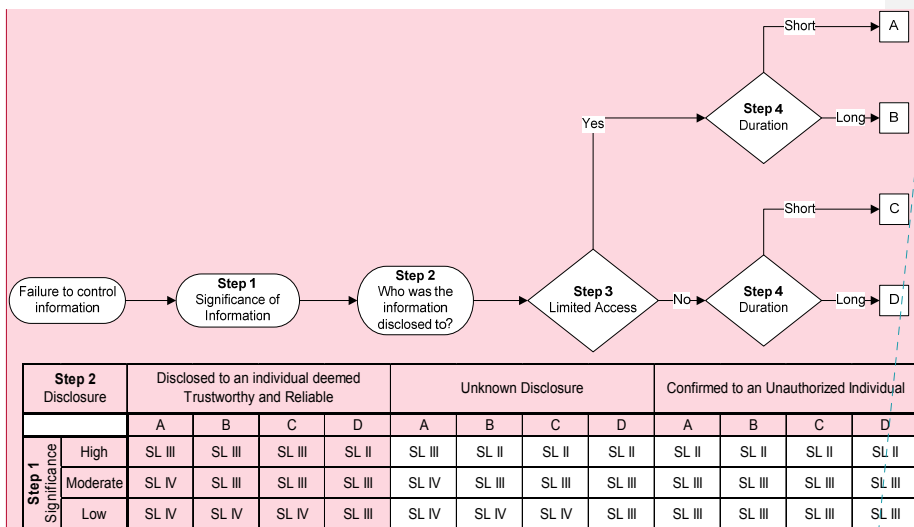 Short
A
Step 4
Duration
Yes
Long
B
Short
C
Failure to control
information
Step 1
Significance of
Information
Step 2
Who was the
information
disclosed to?
Step 3
Limited Access
No
Step 4
Duration
Long
D
Step 2
Disclosure
Disclosed to an individual deemed
Trustworthy and Reliable
Unknown Disclosure
Confirmed to an Unauthorized Individual
A B C D A B C D A B C D
Step 1
Significance
High SL III SL III SL III SL II SL III SL II SL II SL II SL II SL II SL II SL II
Moderate SL IV SL III SL III SL III SL IV SL III SL III SL III SL III SL III SL III SL III
Low SL IV SL IV SL IV SL III SL IV SL IV SL IV SL III SL III SL III SL III SL III